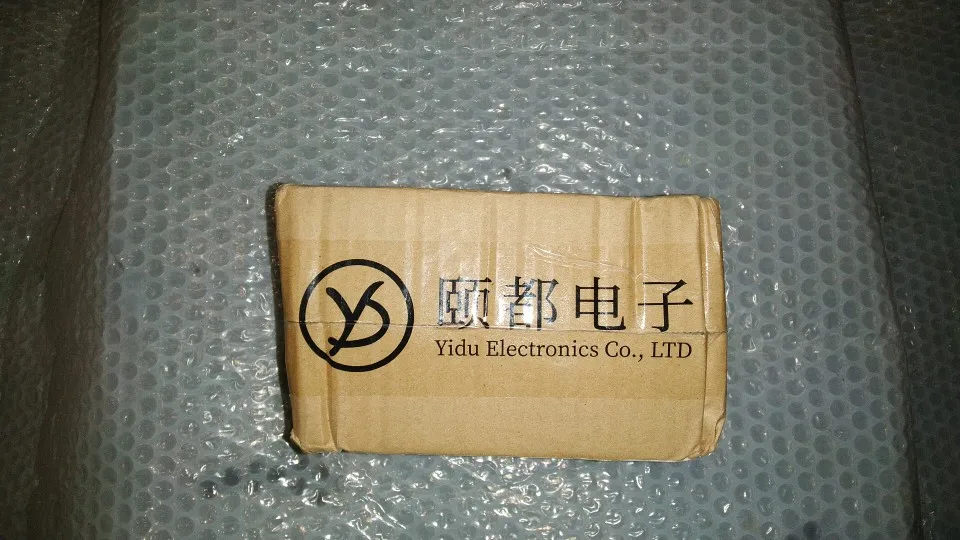 颐都电子
Yidu Electronics Co., LTD